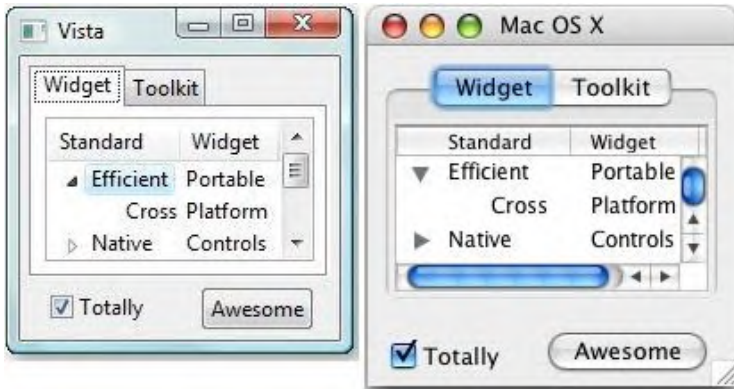 Vista
Widget Toolkit
Standard Widget
Efficient Portable
Cross Platform
Native Controls
Totally Awesome
Mac OS X
Widget Toolkit
Standard Widget
Efficient Portable
Cross Platform
Native Controls
Totally Awesome